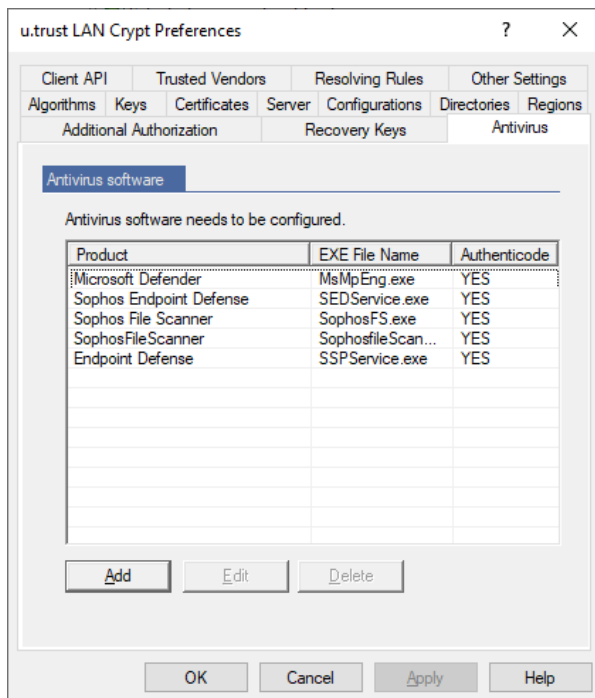 u.trust LAN Crypt Preferences ? ✕
Client API Trusted Vendors Resolving Rules Other Settings
Algorithms Keys Certificates Server Configurations Directories Regions
Additional Authorization Recovery Keys Antivirus
Antivirus software
Antivirus software needs to be configured.
Product EXE File Name Authenticode
Microsoft Defender MsMpEng.exe YES
Sophos Endpoint Defense SEDService.exe YES
Sophos File Scanner SophosFS.exe YES
SophosFileScanner SophosfileScan... YES
Endpoint Defense SSPService.exe YES
Add Edit Delete
OK Cancel Apply Help